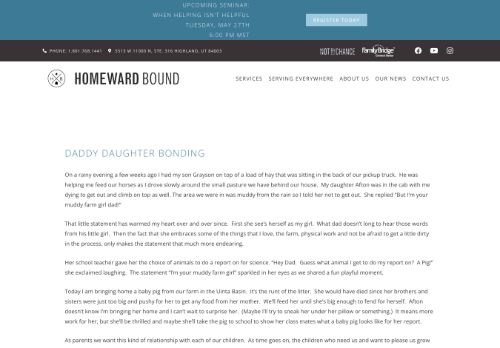 UPCOMING SEMINAR:
WHEN HELPING ISN'T HELPFUL
TUESDAY, MAY 27TH
6:00 PM MST
REGISTER TODAY
PHONE: 1.801.768.1441
5513 W 11000 N, STE. 316 HIGHLAND, UT 84003
NOT BY CHANCE
FamilyBridge
HOMEWARD BOUND
SERVICES
SERVING EVERYWHERE
ABOUT US
OUR NEWS
CONTACT US
DADDY DAUGHTER BONDING
On a rainy evening a few weeks ago I had my son Grayson on top of a load of hay that was sitting in the back of our pickup truck. He was
helping me feed our horses as I drove slowly around the small pasture we have behind our house. My daughter Afton was in the cab with me
dying to get out and climb on top as well. The area we were in was muddy from the rain so I told her not to get out. She replied "But I'm your
muddy farm girl dad!"
That little statement has warmed my heart over and over since. First she see's herself as my girl. What dad doesn't long to hear those words
from his little girl. Then the fact that she embraces some of the things that I love, the farm, physical work and not be afraid to get a little dirty
in the process, only makes the statement that much more endearing.
Her school teacher gave her the choice of animals to do a report on for science. "Hey Dad. Guess what animal I get to do my report on? A Pig!"
she exclaimed laughing. The statement "I'm your muddy farm girl" sparkled in her eyes as we shared a fun playful moment.
Today I am bringing home a baby pig from our farm in the Uinta Basin. It's the runt of the litter. She would have died since her brothers and
sisters were just too big and pushy for her to get any food from her mother. We'll feed her until she's big enough to fend for herself. Afton
doesn't know I'm bringing her home and I can't wait to surprise her. (Maybe I'll try to sneak her under her pillow or something.) It means more
work for her, but she'll be thrilled and maybe she'll take the pig to school to show her class mates what a baby pig looks like for her report.
As parents we want this kind of relationship with each of our children. As time goes on, the children who need us and want to please us grow